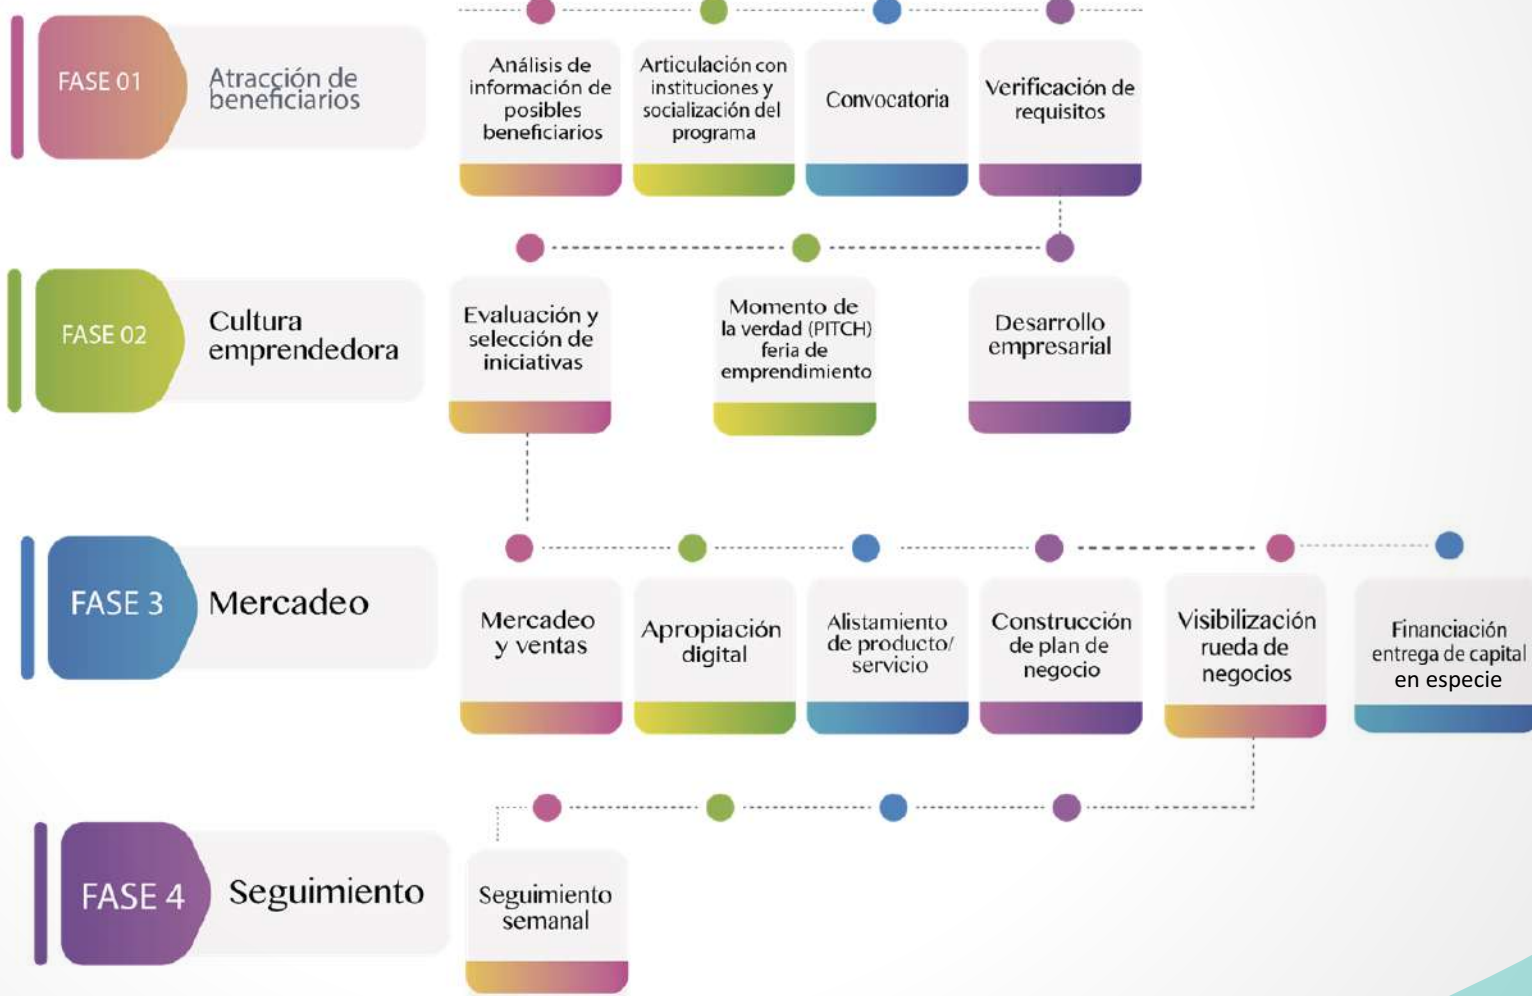 FASE 01
Atracción de
beneficiarios
Análisis de
información de
posibles
beneficiarios
Articulación con
instituciones y
socialización del
programa
Convocatoria
Verificación de
requisitos
FASE 02
Cultura
emprendedora
Evaluación y
selección de
iniciativas
Momento de
la verdad (PITCH)
feria de
emprendimiento
Desarrollo
empresarial
FASE 3
Mercadeo
Mercadeo
y ventas
Apropiación
digital
Alistamiento
de producto/
servicio
Construcción
de plan de
negocio
Visibilización
rueda de
negocios
Financiación
entrega de capital
en especie
FASE 4
Seguimiento
Seguimiento
semanal